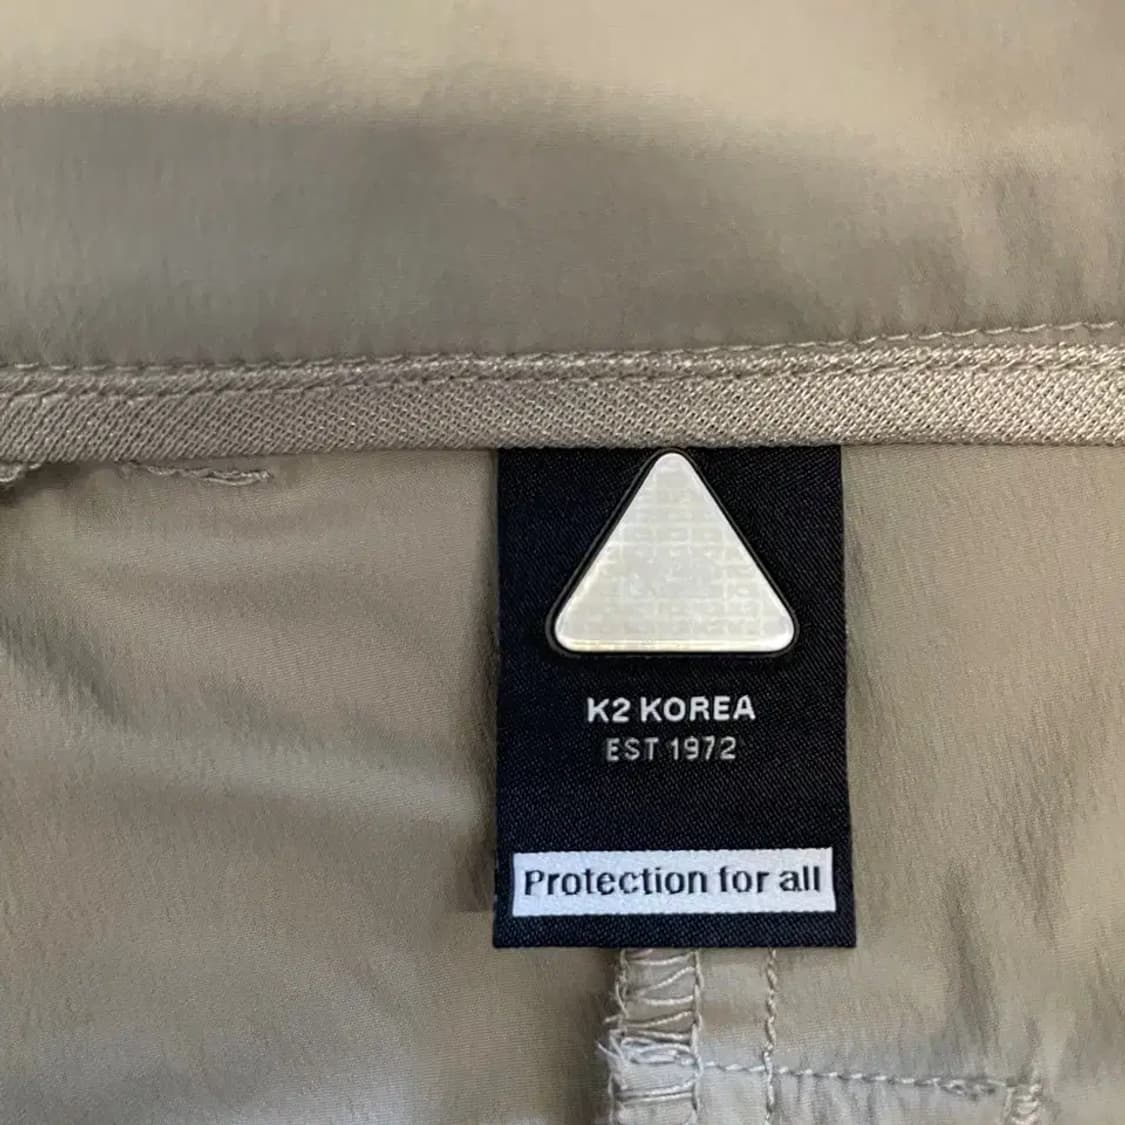 K2 KOREA
EST 1972
Protection for all